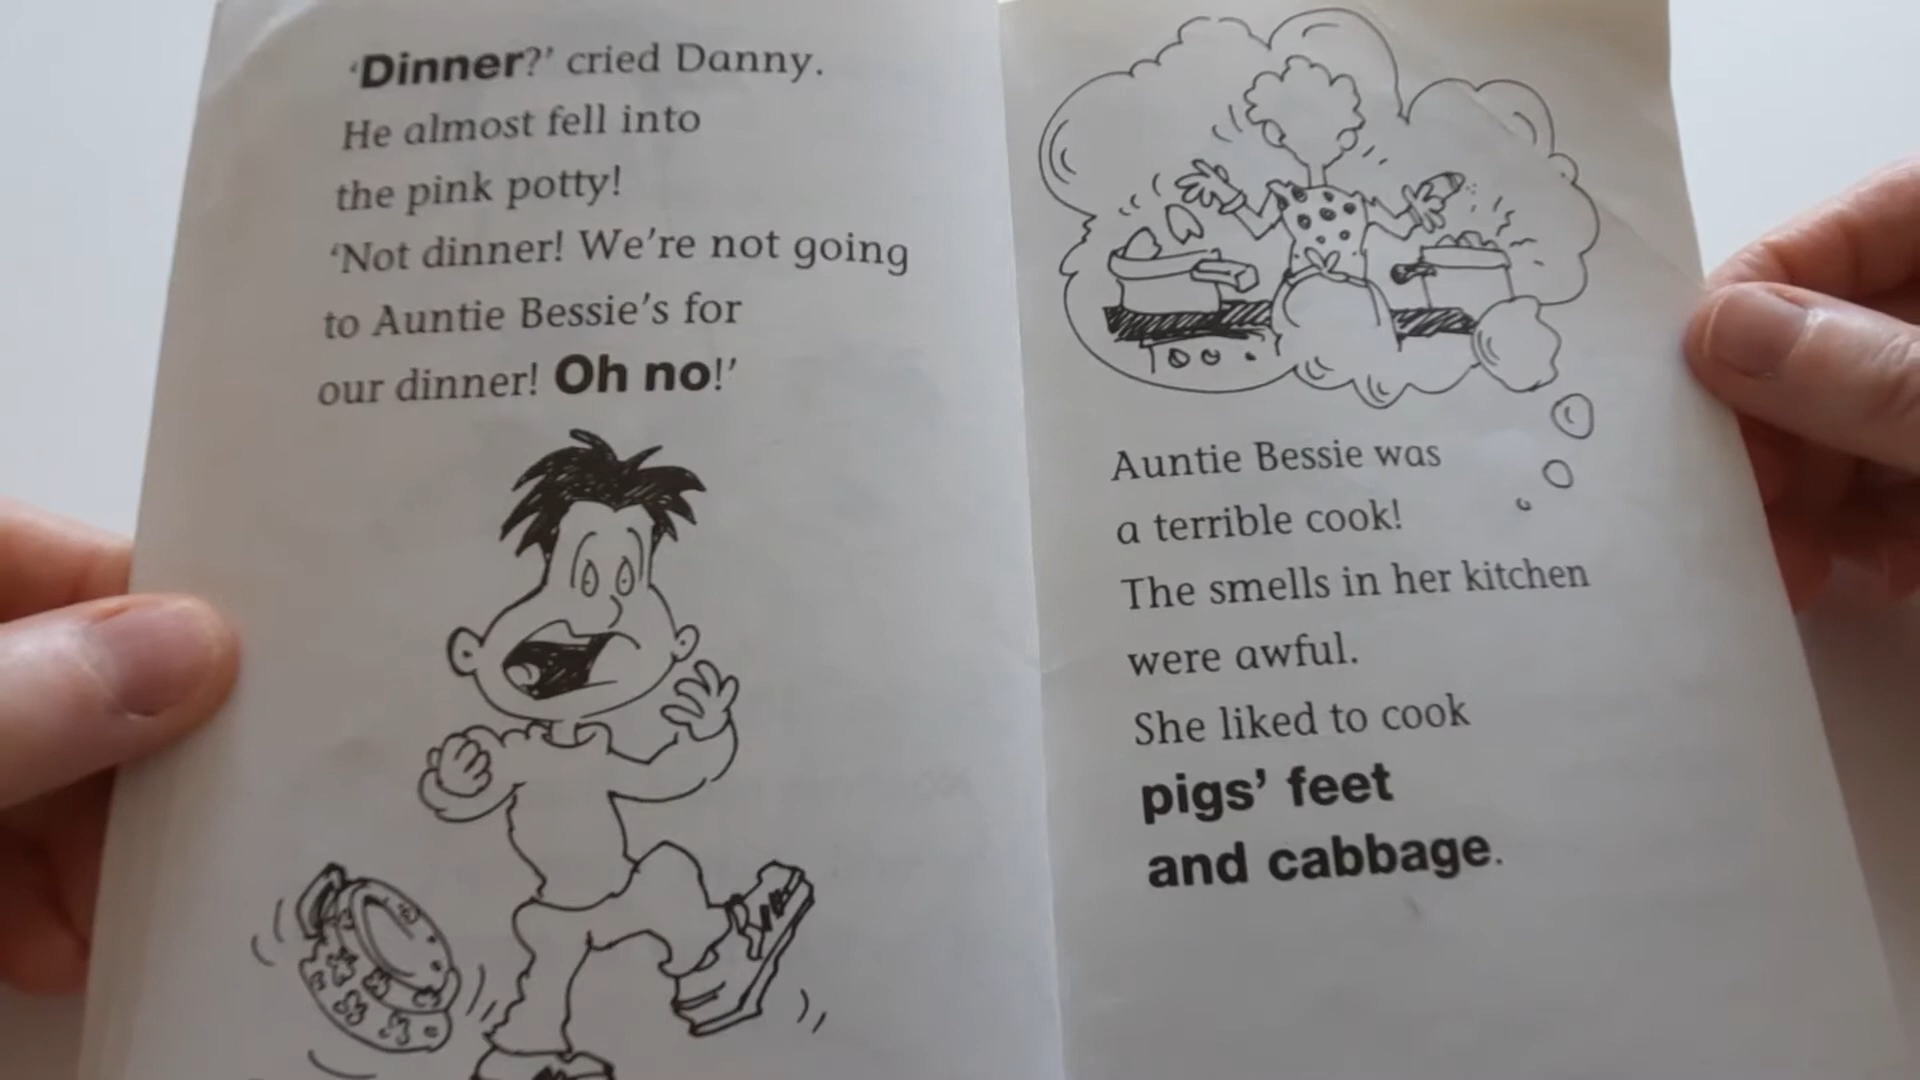 ‘Dinner?’ cried Danny.
He almost fell into
the pink potty!
‘Not dinner! We’re not going
to Auntie Bessie’s for
our dinner! Oh no!’
Auntie Bessie was
a terrible cook!
The smells in her kitchen
were awful.
She liked to cook
pigs’ feet
and cabbage.